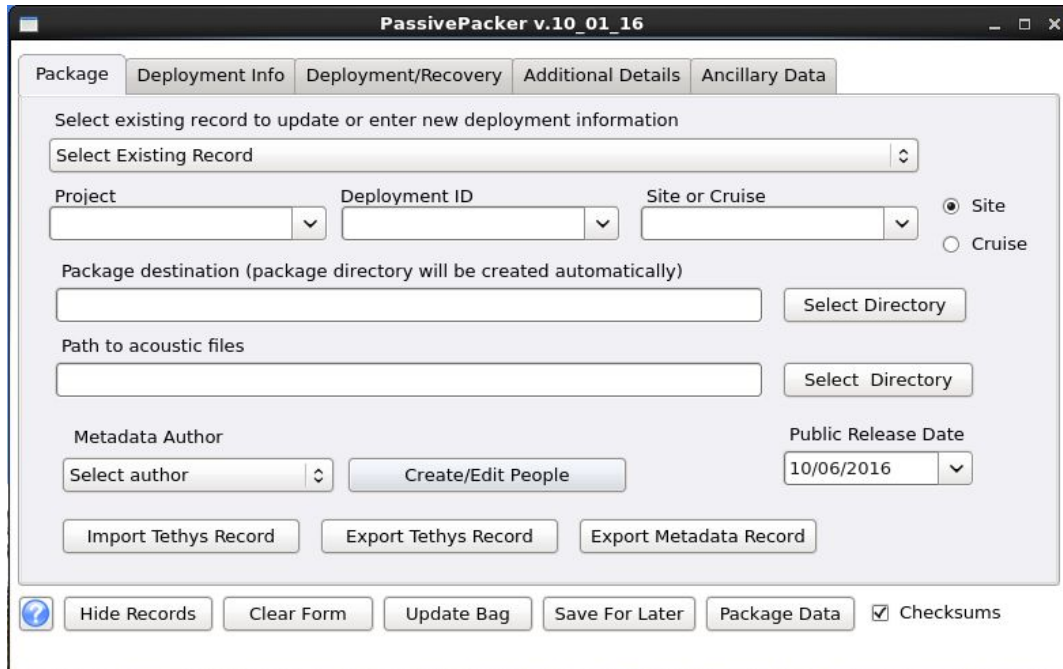 PassivePacker v.10_01_16
Package Deployment Info Deployment/Recovery Additional Details Ancillary Data
Select existing record to update or enter new deployment information
Select Existing Record
Project Deployment ID Site or Cruise
Site
Cruise
Package destination (package directory will be created automatically)
Select Directory
Path to acoustic files
Select Directory
Metadata Author Public Release Date
Select author Create/Edit People 10/06/2016
Import Tethys Record Export Tethys Record Export Metadata Record
? Hide Records Clear Form Update Bag Save For Later Package Data Checksums